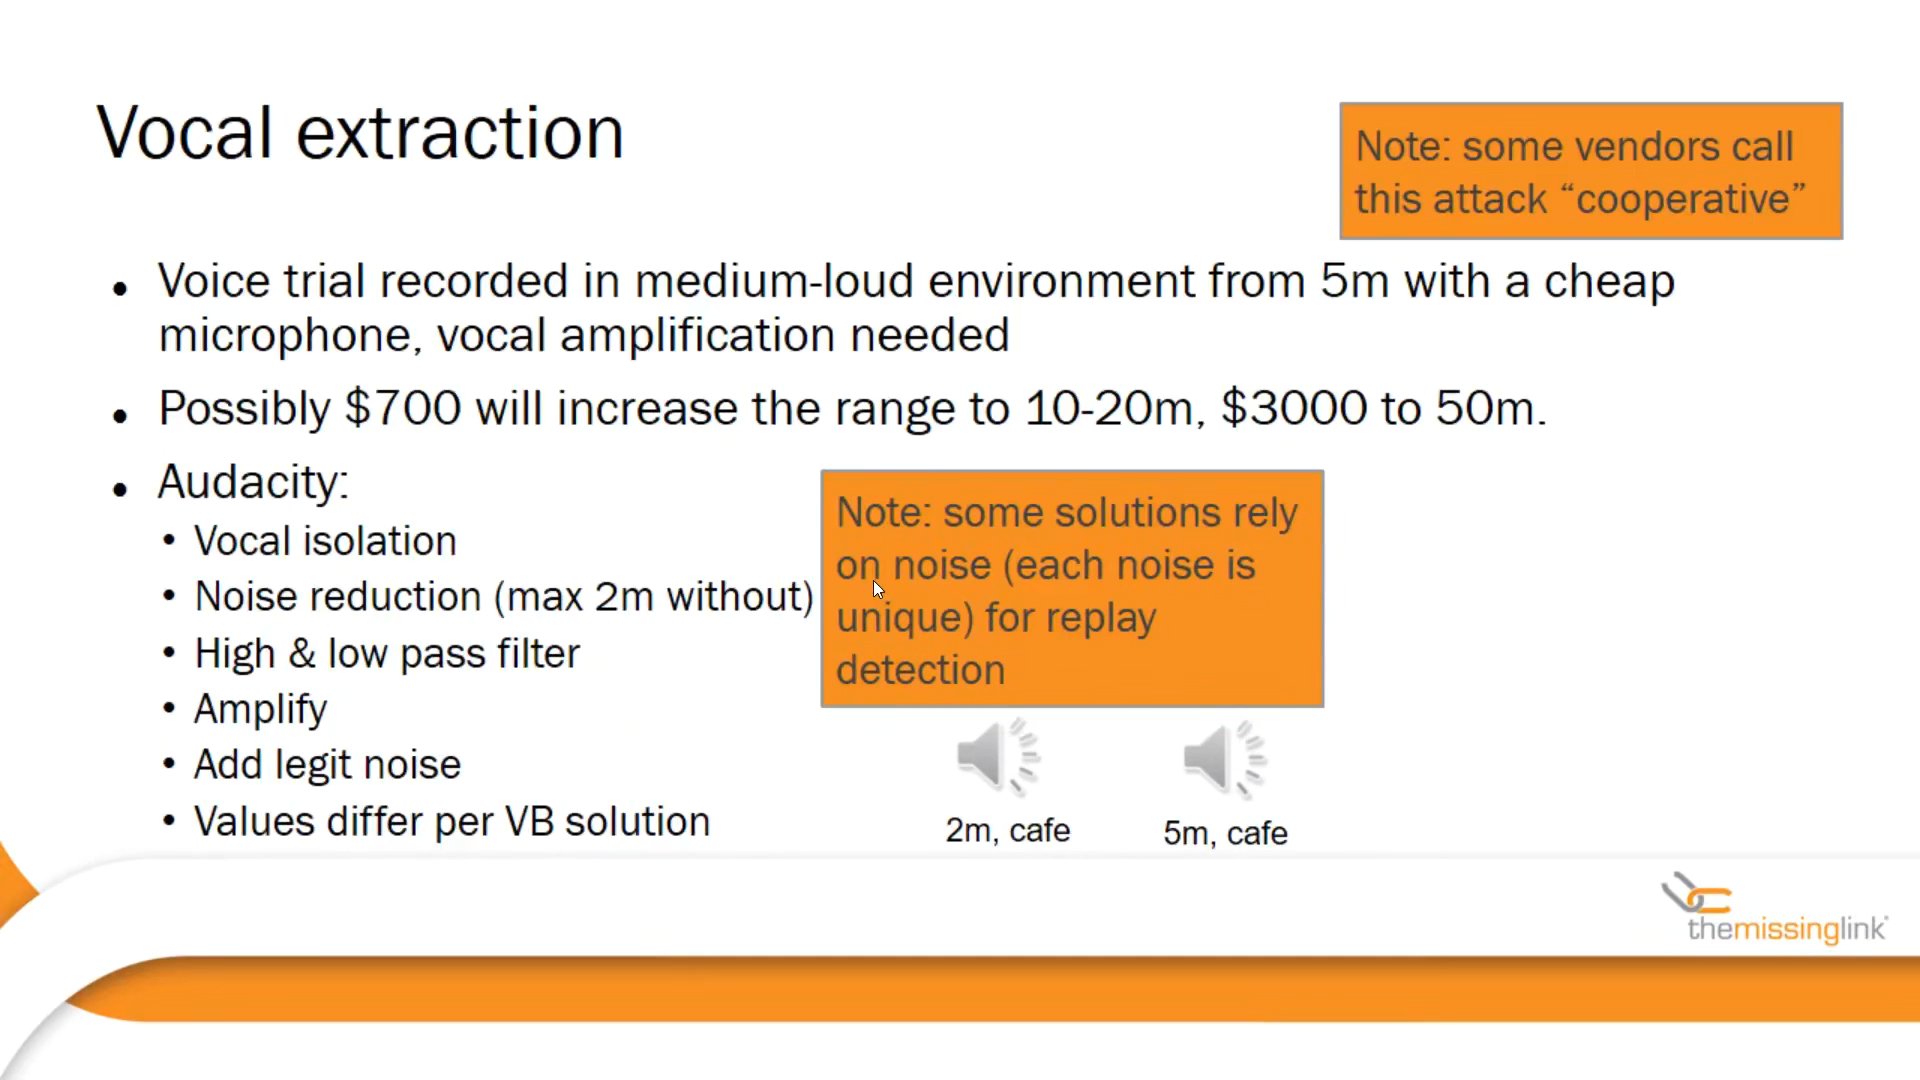 Vocal extraction
Note: some vendors call
this attack “cooperative”
• Voice trial recorded in medium-loud environment from 5m with a cheap
microphone, vocal amplification needed
• Possibly $700 will increase the range to 10-20m, $3000 to 50m.
• Audacity:
• Vocal isolation
• Noise reduction (max 2m without)
• High & low pass filter
• Amplify
• Add legit noise
• Values differ per VB solution
Note: some solutions rely
on noise (each noise is
unique) for replay
detection
2m, cafe
5m, cafe
themissinglink